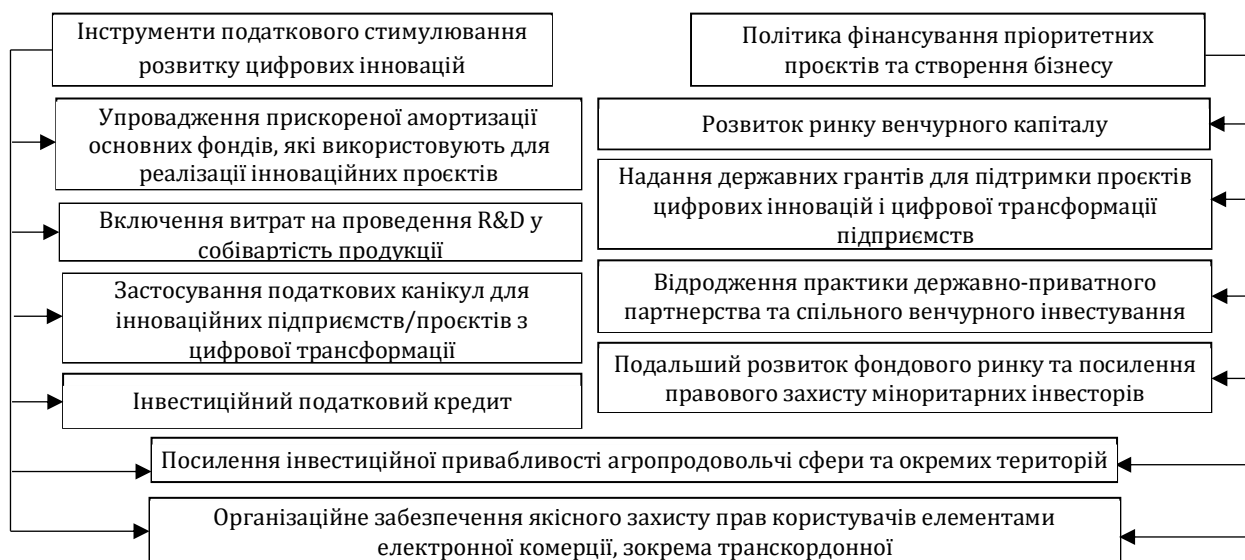 Інструменти податкового стимулювання
розвитку цифрових інновацій
Політика фінансування пріоритетних
проєктів та створення бізнесу
Упровадження прискореної амортизації
основних фондів, які використовують для
реалізації інноваційних проєктів
Включення витрат на проведення R&D у
собівартість продукції
Застосування податкових канікул для
інноваційних підприємств/проєктів з
цифрової трансформації
Інвестиційний податковий кредит
Розвиток ринку венчурного капіталу
Надання державних грантів для підтримки проєктів
цифрових інновацій і цифрової трансформації
підприємств
Відродження практики державно-приватного
партнерства та спільного венчурного інвестування
Подальший розвиток фондового ринку та посилення
правового захисту міноритарних інвесторів
Посилення інвестиційної привабливості агропродовольчі сфери та окремих територій
Організаційне забезпечення якісного захисту прав користувачів елементами
електронної комерції, зокрема транскордонної